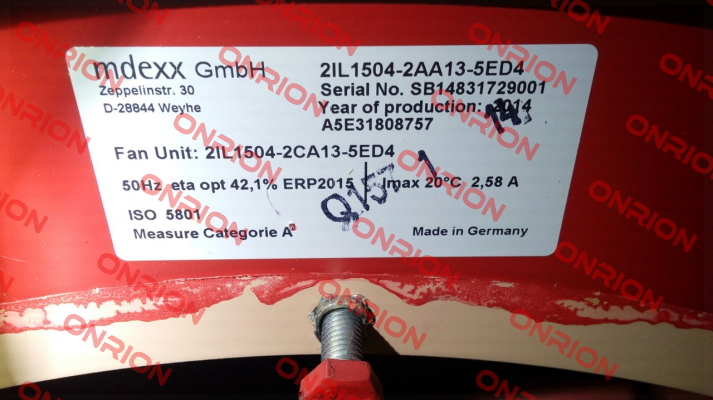 mdexx GmbH
Zeppelinstr. 30
D-28844 Weyhe
2IL1504-2AA13-5ED4
Serial No. SB14831729001
Year of production: 2014
A5E31808757
Fan Unit: 2IL1504-2CA13-5ED4
50Hz eta opt 42,1% ERP2015 Imax 20°C 2,58 A
ISO 5801
Measure Categorie A
Made in Germany
ONRION